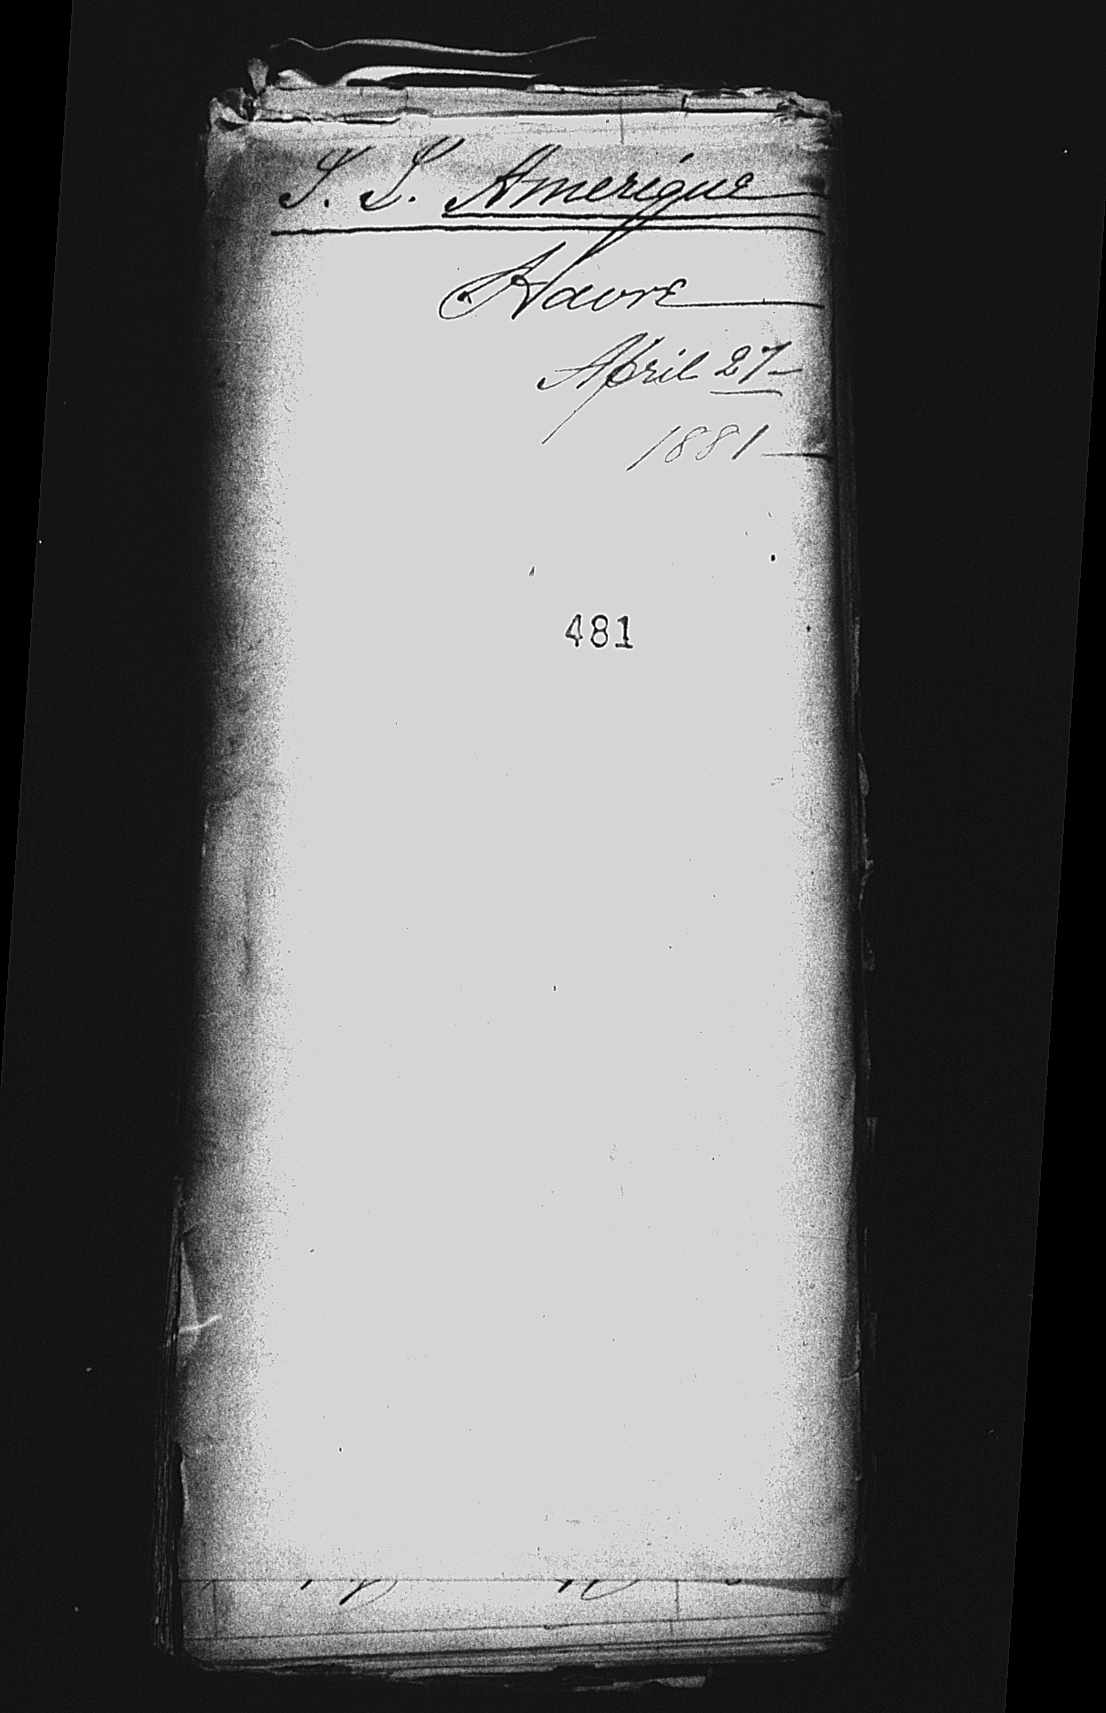 S. S. Amerique
Havre
April 27-
1881
481